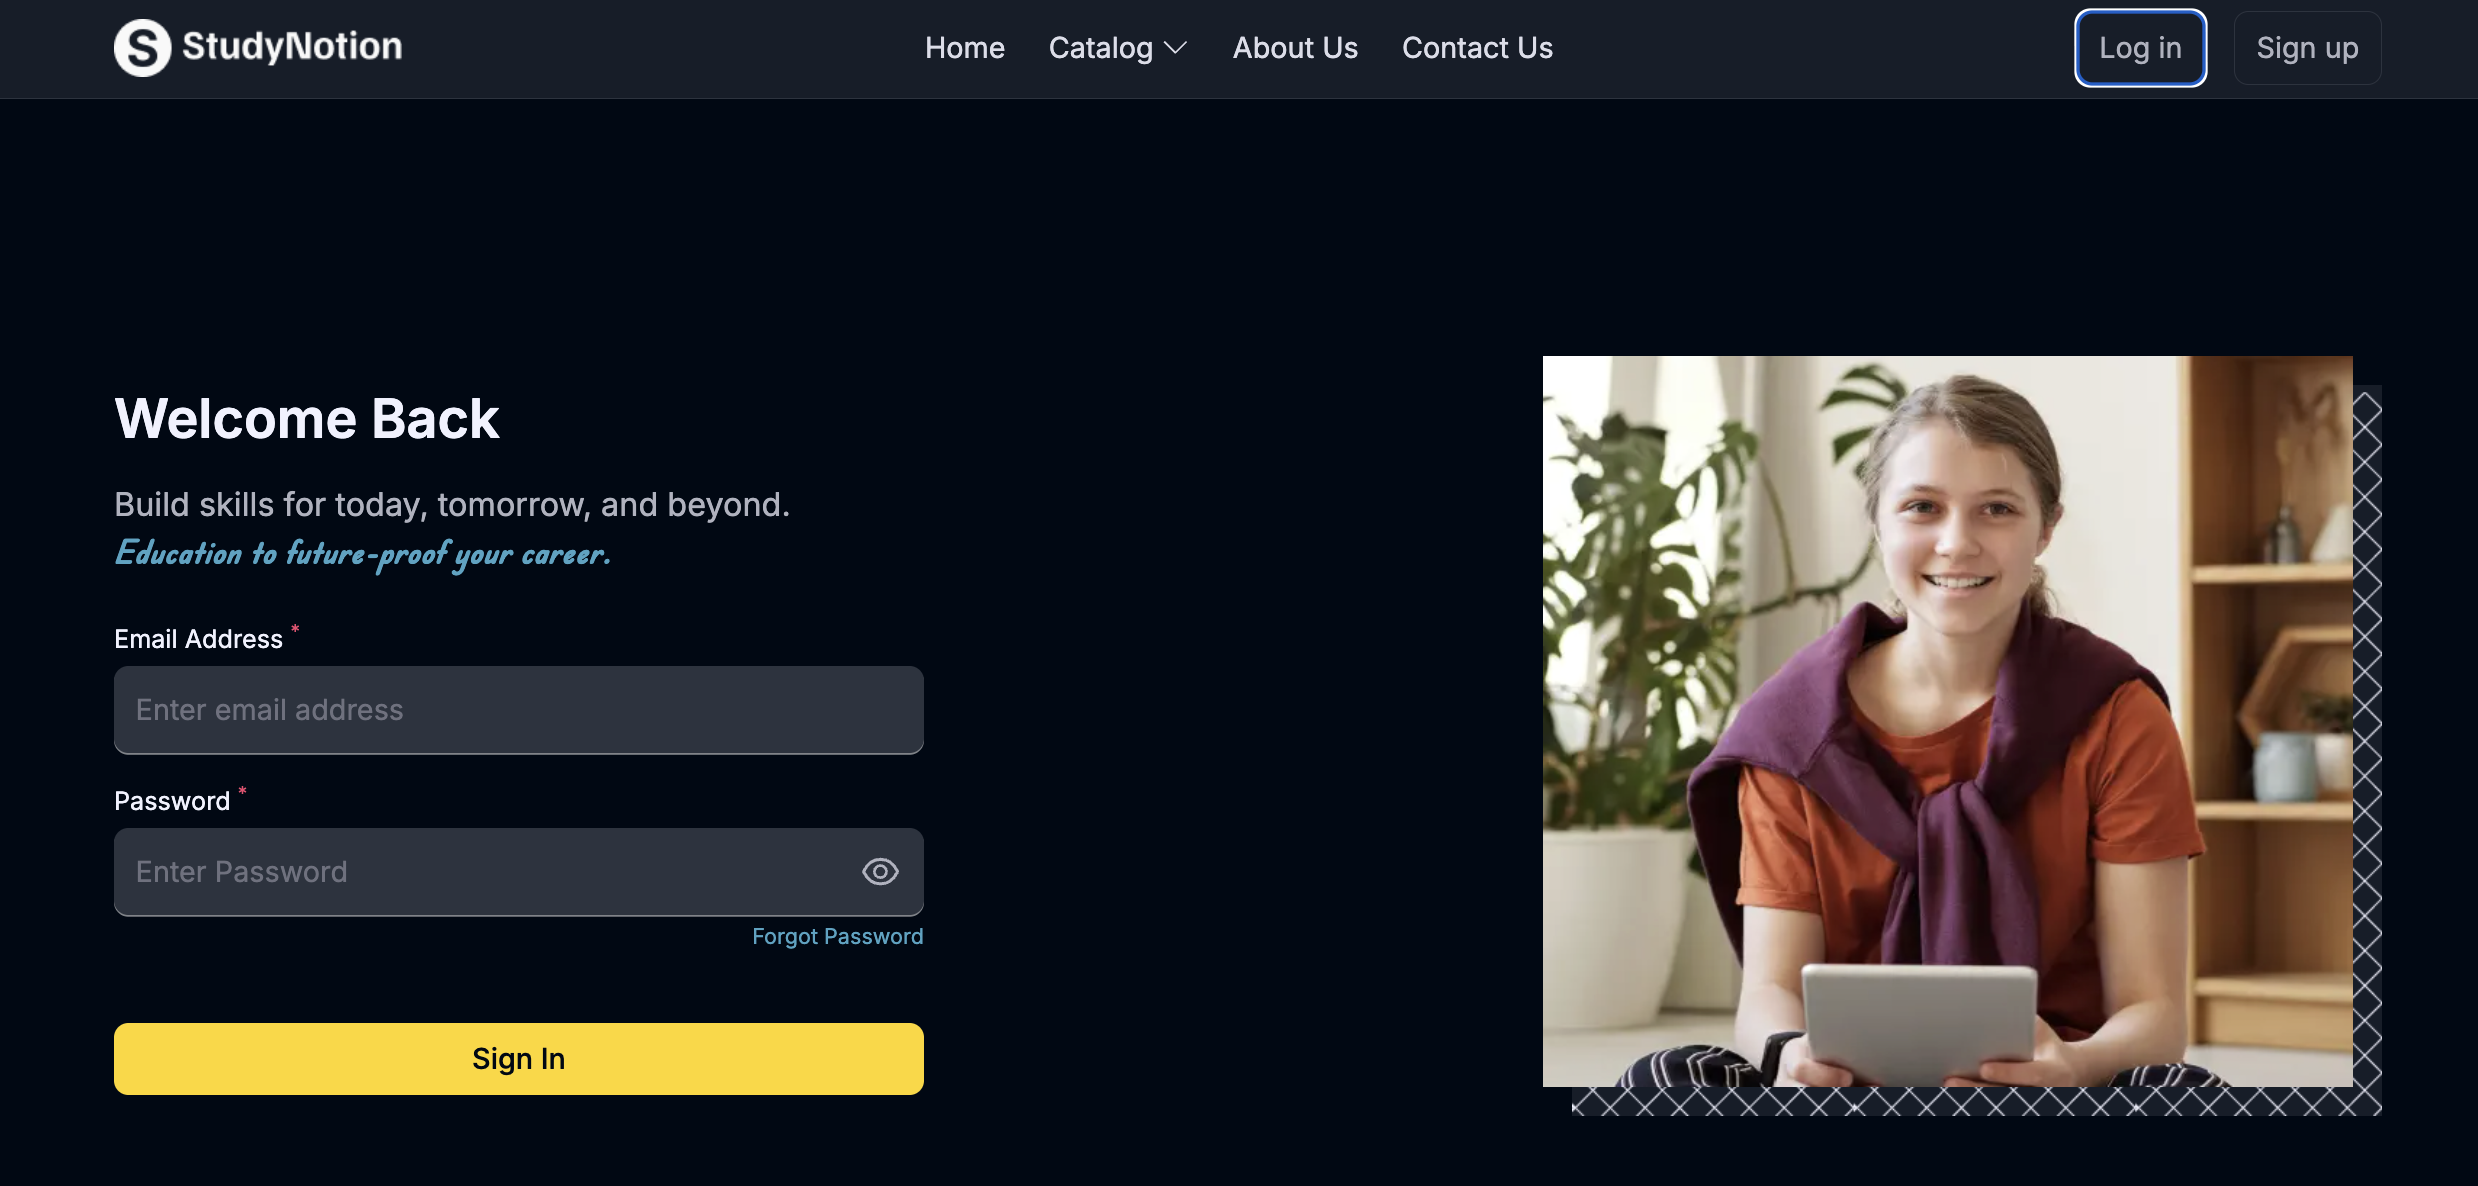 StudyNotion
Home
Catalog
About Us
Contact Us
Log in
Sign up
Welcome Back
Build skills for today, tomorrow, and beyond.
Education to future-proof your career.
Email Address *
Enter email address
Password *
Enter Password
Forgot Password
Sign In